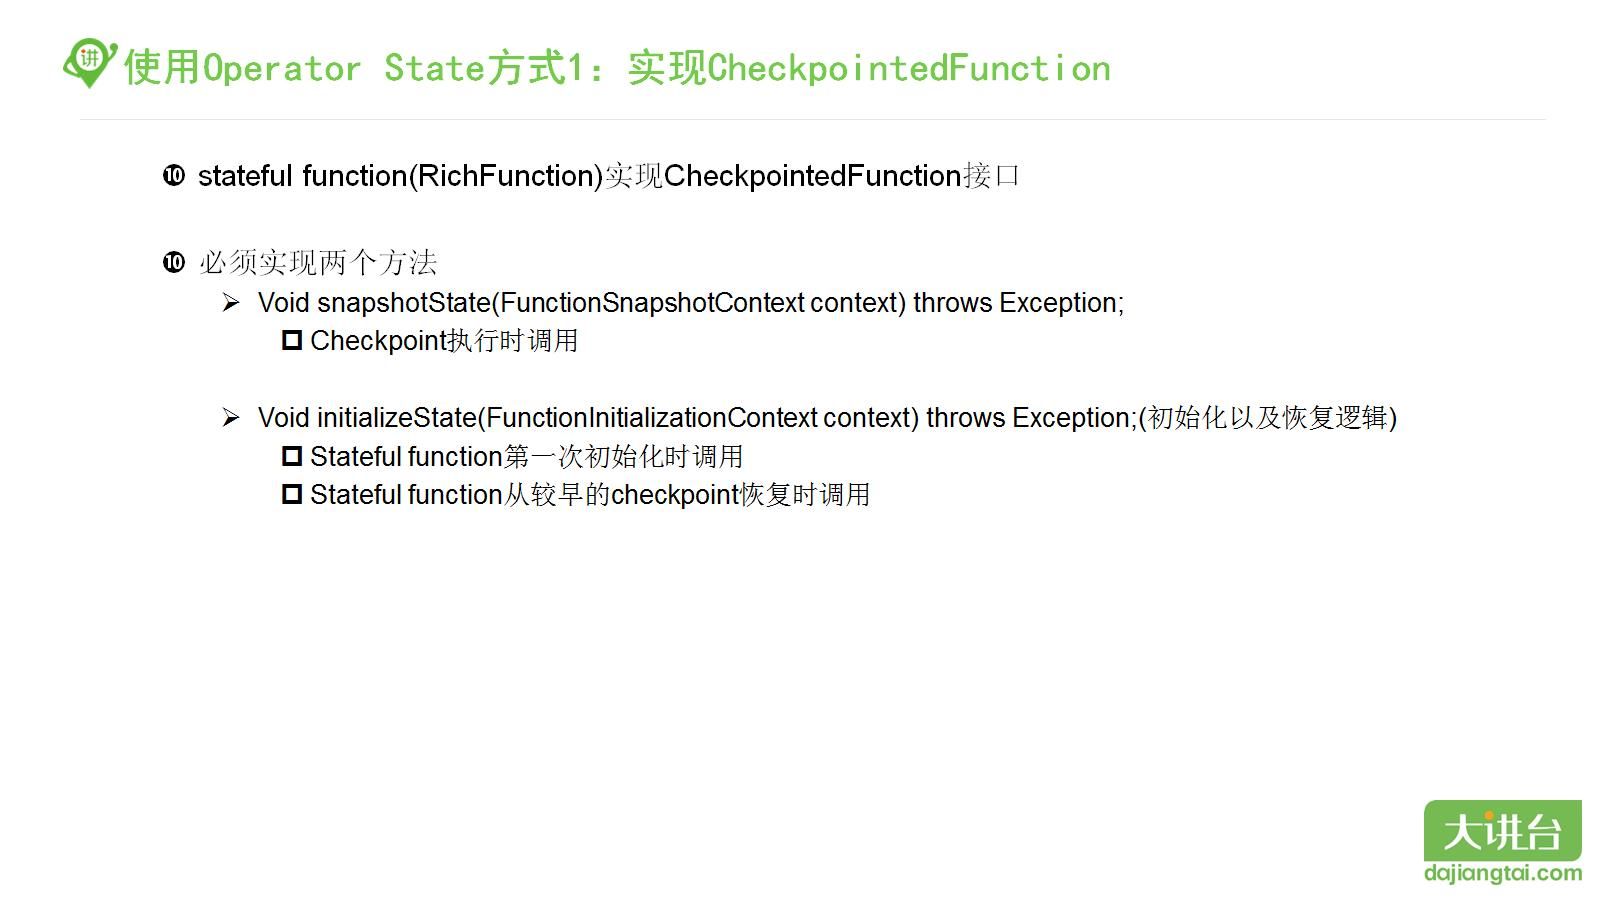 讲 使用Operator State方式1：实现CheckpointedFunction
❿ stateful function(RichFunction)实现CheckpointedFunction接口
❿ 必须实现两个方法
➢ Void snapshotState(FunctionSnapshotContext context) throws Exception;
Checkpoint执行时调用
➢ Void initializeState(FunctionInitializationContext context) throws Exception;(初始化以及恢复逻辑)
Stateful function第一次初始化时调用
Stateful function从较早的checkpoint恢复时调用
大讲台
dajiangtai.com